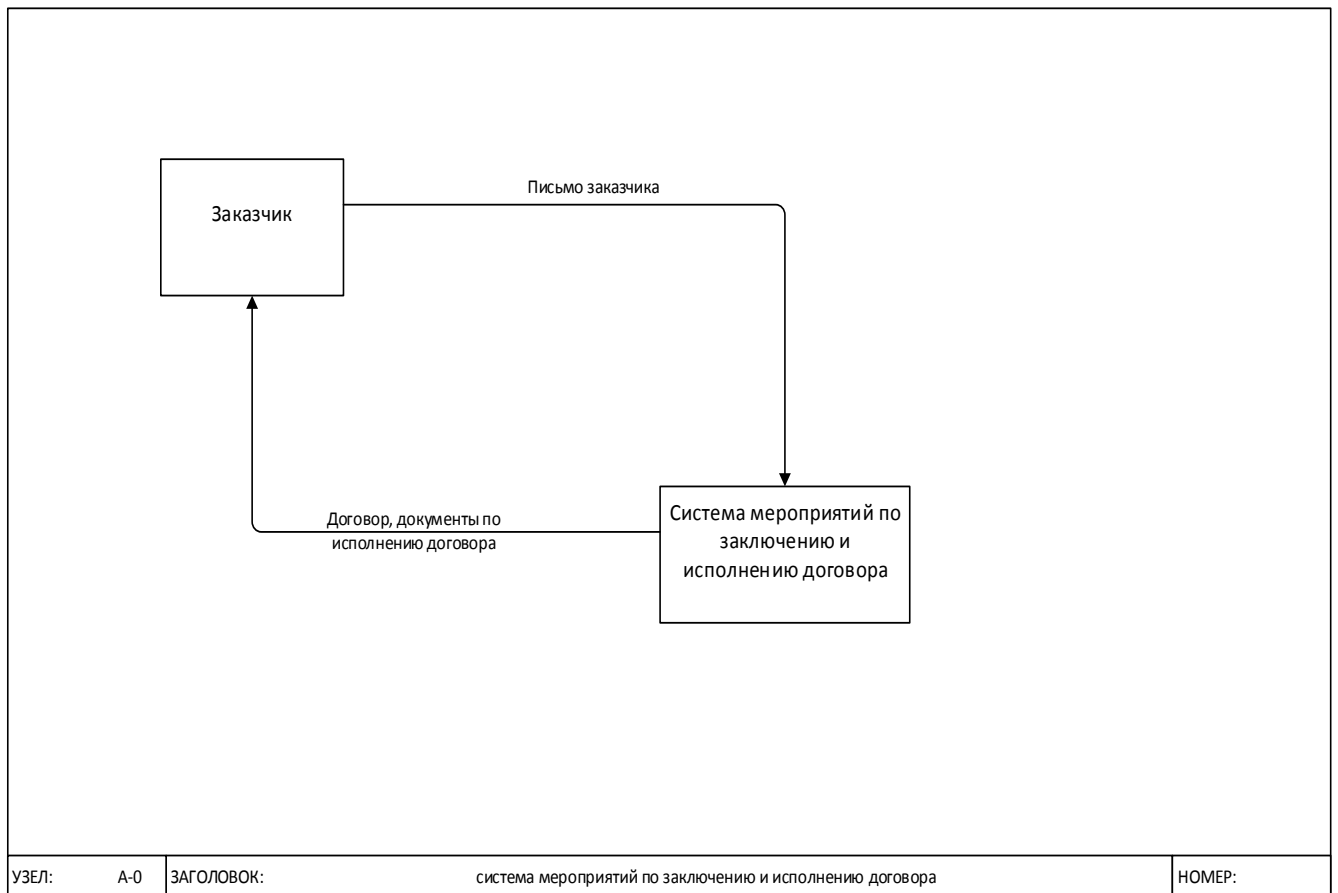 Письмо заказчика
Заказчик
Договор, документы по
исполнению договора
Система мероприятий по
заключению и
исполнению договора
УЗЕЛ: А-0 ЗАГОЛОВОК: система мероприятий по заключению и исполнению договора НОМЕР: